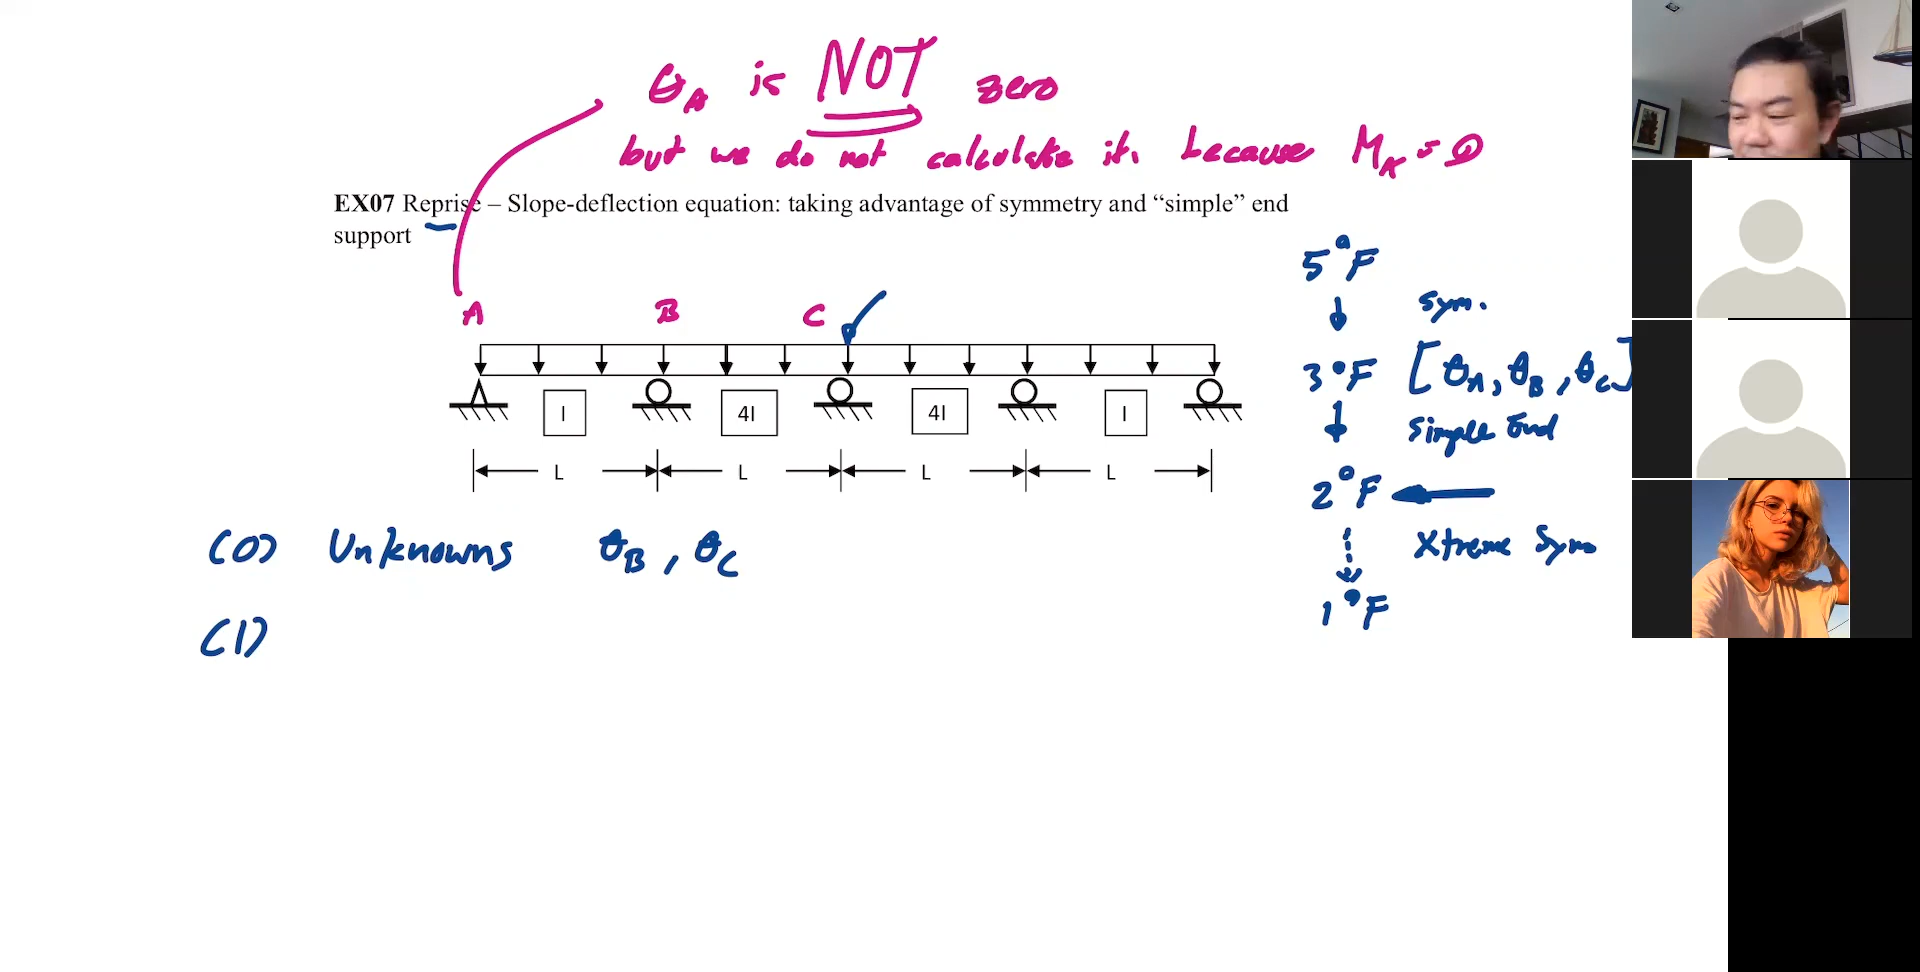 θA is NOT zero
but we do not calculate it, because MA = 0
EX07 Reprise – Slope-deflection equation: taking advantage of symmetry and “simple” end
support
5°F
sym.
A B C
3°F [θA, θB, θC]
Simple End
I 4I 4I I
L L L L
2°F
(0) Unknowns θB, θC
Xtreme Sym
1°F
(1)